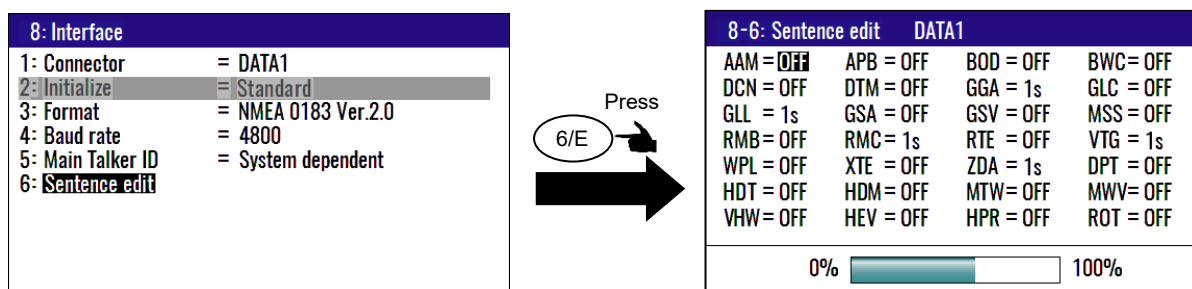 8: Interface
1: Connector = DATA1
2: Initialize = Standard
3: Format = NMEA 0183 Ver.2.0
4: Baud rate = 4800
5: Main Talker ID = System dependent
6: Sentence edit
Press
6/E
8-6: Sentence edit DATA1
AAM = OFF APB = OFF BOD = OFF BWC= OFF
DCN = OFF DTM = OFF GGA = 1s GLC = OFF
GLL = 1s GSA = OFF GSV = OFF MSS = OFF
RMB = OFF RMC = 1s RTE = OFF VTG = 1s
WPL = OFF XTE = OFF ZDA = 1s DPT = OFF
HDT = OFF HDM = OFF MTW= OFF MWV= OFF
VHW = OFF HEV = OFF HPR = OFF ROT = OFF
0% 100%